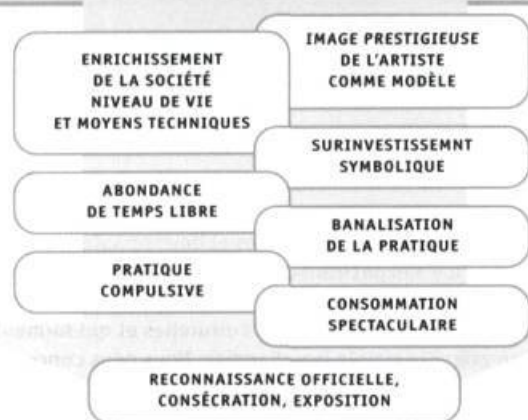 ENRICHISSEMENT
DE LA SOCIÉTÉ
NIVEAU DE VIE
ET MOYENS TECHNIQUES
IMAGE PRESTIGIEUSE
DE L'ARTISTE
COMME MODÈLE
SURINVESTISSEMNT
SYMBOLIQUE
ABONDANCE
DE TEMPS LIBRE
BANALISATION
DE LA PRATIQUE
PRATIQUE
COMPULSIVE
CONSOMMATION
SPECTACULAIRE
RECONNAISSANCE OFFICIELLE,
CONSÉCRATION, EXPOSITION